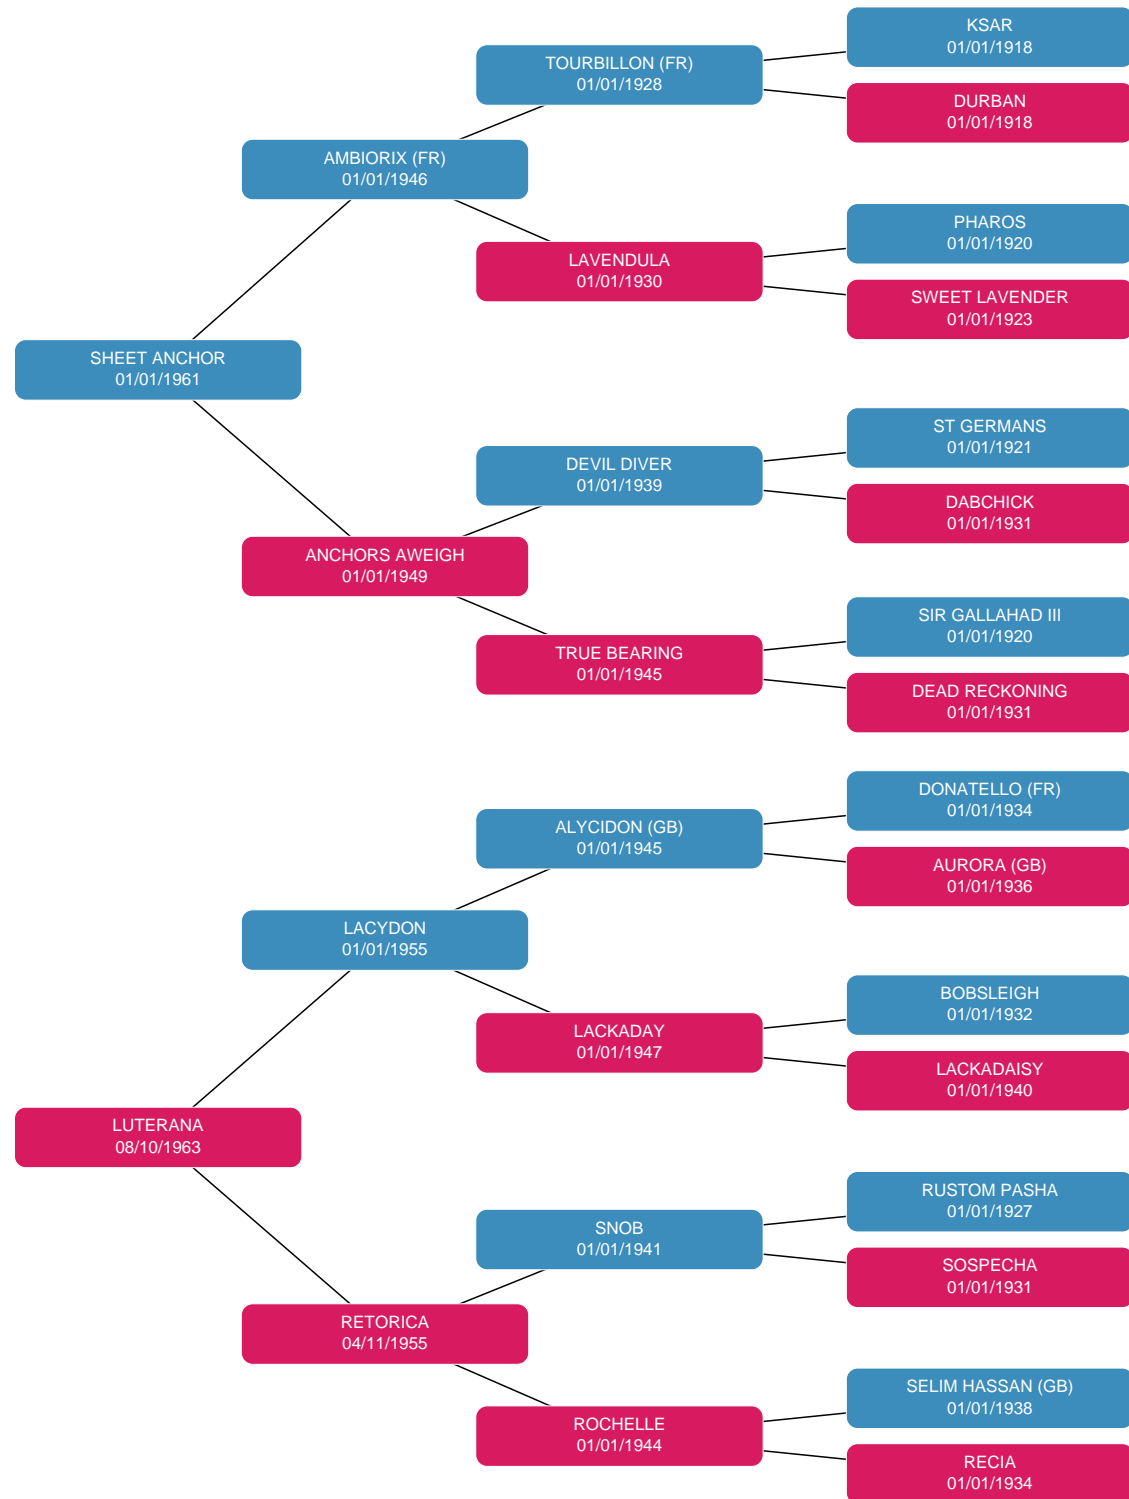 KSAR
01/01/1918
TOURBILLON (FR)
01/01/1928
DURBAN
01/01/1918
AMBIORIX (FR)
01/01/1946
PHAROS
01/01/1920
LAVENDULA
01/01/1930
SWEET LAVENDER
01/01/1923
SHEET ANCHOR
01/01/1961
ST GERMANS
01/01/1921
DEVIL DIVER
01/01/1939
DABCHICK
01/01/1931
ANCHORS AWEIGH
01/01/1949
SIR GALLAHAD III
01/01/1920
TRUE BEARING
01/01/1945
DEAD RECKONING
01/01/1931
DONATELLO (FR)
01/01/1934
ALYCIDON (GB)
01/01/1945
AURORA (GB)
01/01/1936
LACYDON
01/01/1955
BOBSLEIGH
01/01/1932
LACKADAY
01/01/1947
LACKADAISY
01/01/1940
LUTERANA
08/10/1963
RUSTOM PASHA
01/01/1927
SNOB
01/01/1941
SOSPECHA
01/01/1931
RETORICA
04/11/1955
SELIM HASSAN (GB)
01/01/1938
ROCHELLE
01/01/1944
RECIA
01/01/1934